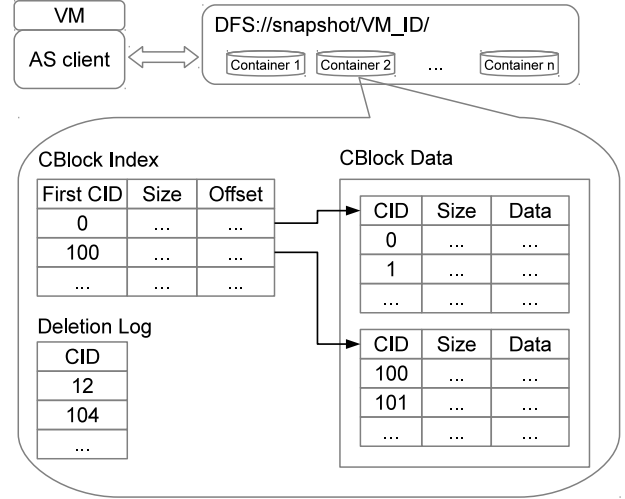 VM
AS client
DFS://snapshot/VM_ID/
Container 1 Container 2 ... Container n
CBlock Index
First CID Size Offset
0 ... ...
100 ... ...
... ... ...
Deletion Log
CID
12
104
...
CBlock Data
CID Size Data
0 ... ...
1 ... ...
... ... ...
CID Size Data
100 ... ...
101 ... ...
... ... ...